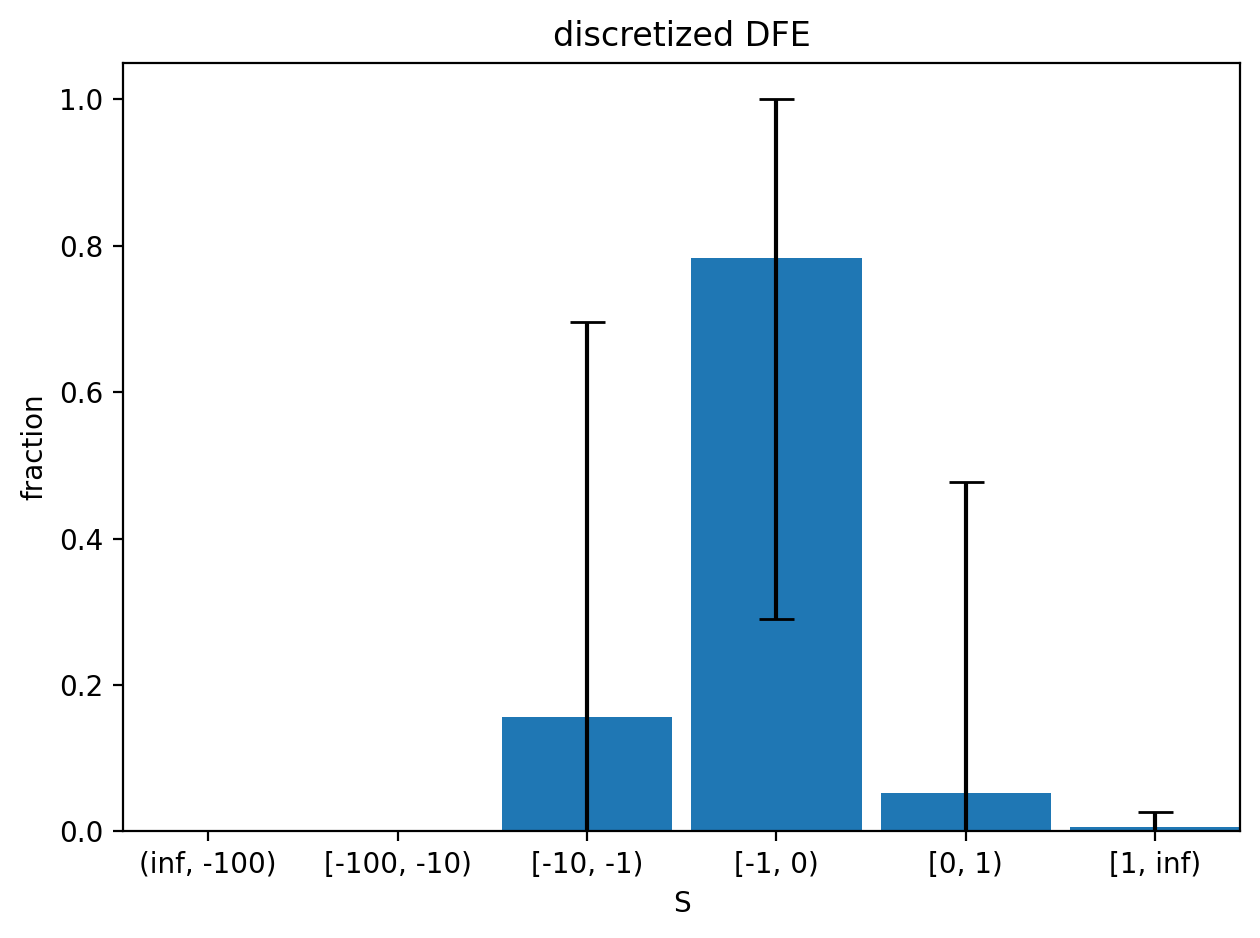 discretized DFE
1.0
0.8
0.6
0.4
0.2
0.0
fraction
(inf, -100) [-100, -10) [-10, -1) [-1, 0) [0, 1) [1, inf)
S